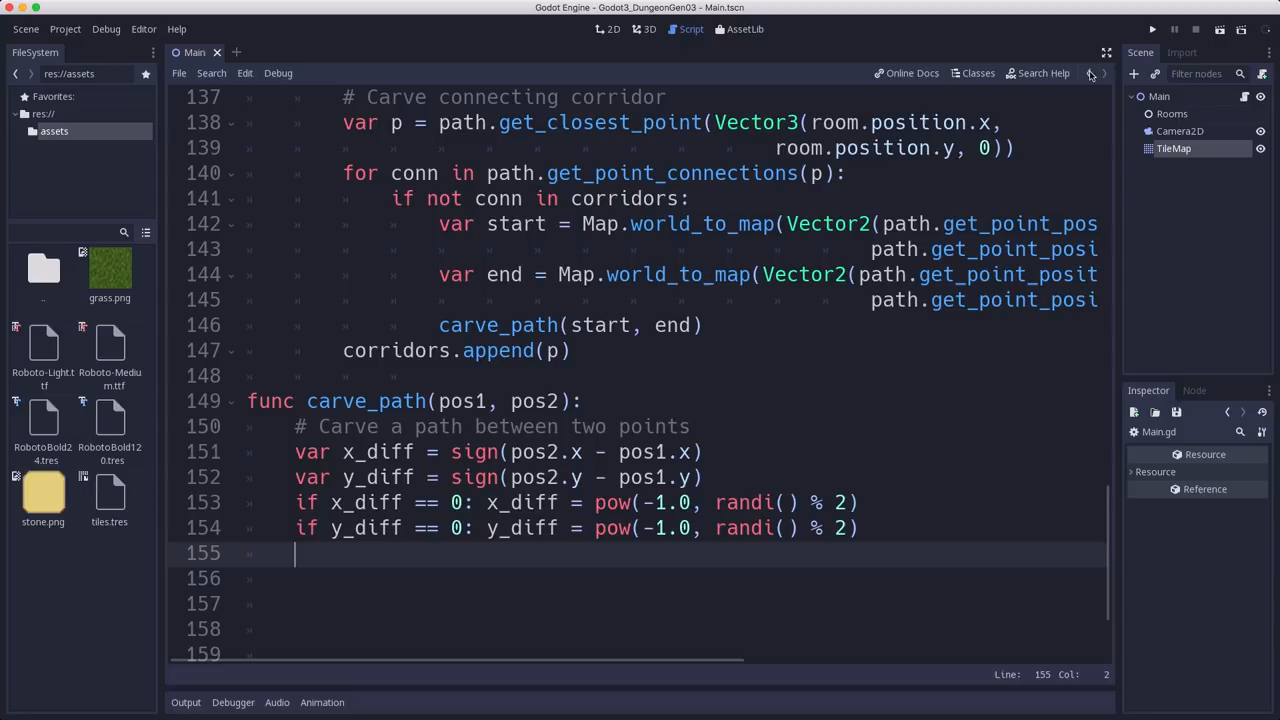 Godot Engine - Godot3_DungeonGen03 - Main.tscn
Scene Project Debug Editor Help
2D 3D Script AssetLib
FileSystem
res://assets
Favorites:
res://
assets
..
grass.png
Roboto-Light.t
tf
Roboto-Mediu
m.ttf
RobotoBold2
4.tres
RobotoBold12
0.tres
stone.png
tiles.tres
Main
File Search Edit Debug
Online Docs Classes Search Help
137 # Carve connecting corridor
138 var p = path.get_closest_point(Vector3(room.position.x,
139 room.position.y, 0))
140 for conn in path.get_point_connections(p):
141 if not conn in corridors:
142 var start = Map.world_to_map(Vector2(path.get_point_pos
143 path.get_point_posi
144 var end = Map.world_to_map(Vector2(path.get_point_posit
145 path.get_point_posi
146 carve_path(start, end)
147 corridors.append(p)
148
149 func carve_path(pos1, pos2):
150 # Carve a path between two points
151 var x_diff = sign(pos2.x - pos1.x)
152 var y_diff = sign(pos2.y - pos1.y)
153 if x_diff == 0: x_diff = pow(-1.0, randi() % 2)
154 if y_diff == 0: y_diff = pow(-1.0, randi() % 2)
155
156
157
158
159
Line: 155 Col: 2
Output Debugger Audio Animation
Scene Import
Filter nodes
Main
Rooms
Camera2D
TileMap
Inspector Node
Main.gd
Resource
Resource
Reference